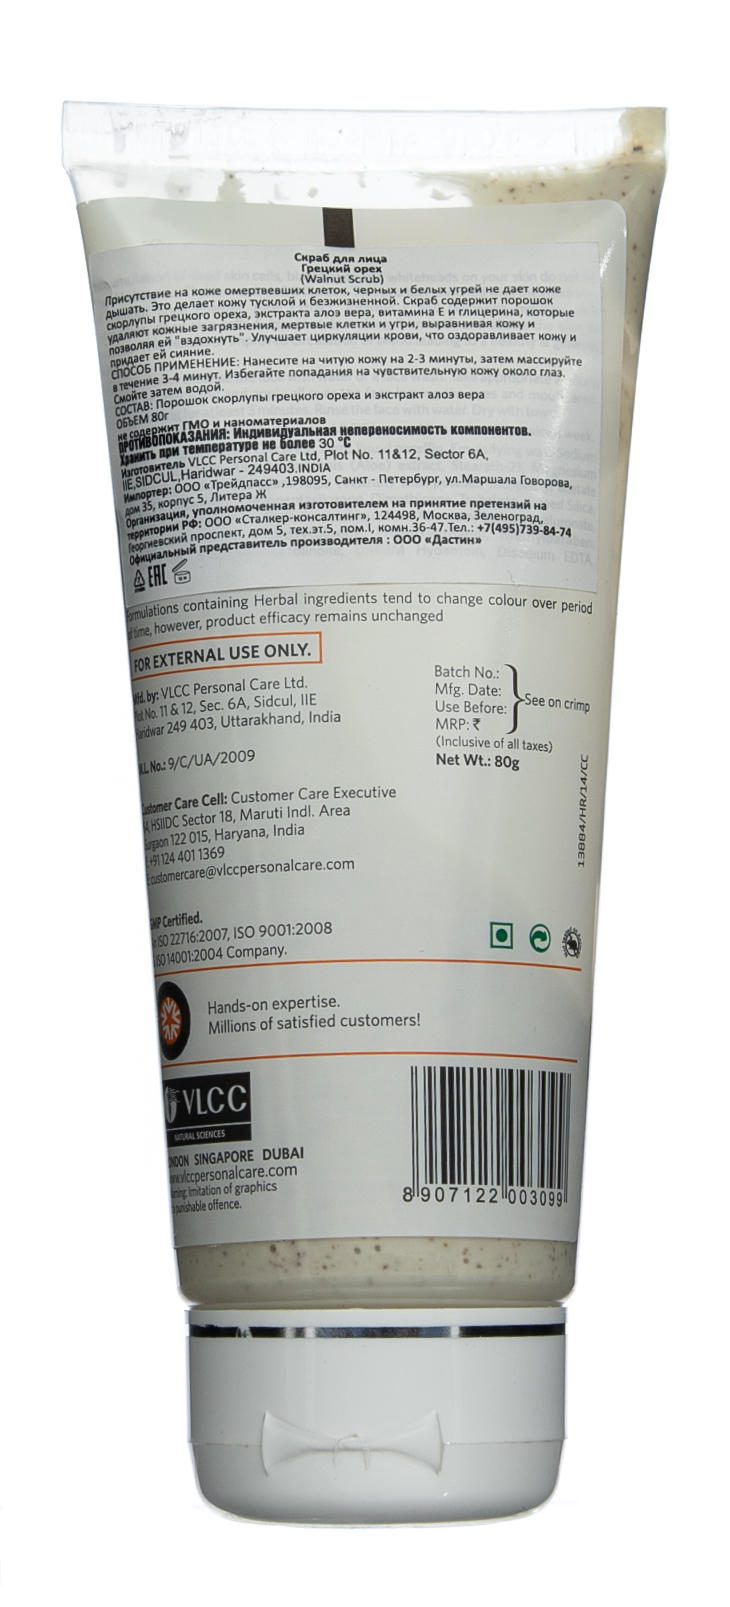 Скраб для лица
Грецкий орех
(Walnut Scrub)
Присутствие на коже омертвевших клеток, черных и белых угрей не дает коже
дышать. Это делает кожу тусклой и безжизненной. Скраб содержит порошок
скорлупы грецкого ореха, экстракта алоэ вера, витамина Е и глицерина, которые
удаляют кожные загрязнения, мертвые клетки и угри, выравнивая кожу и
позволяя ей "вздохнуть". Улучшает циркуляции крови, что оздоравливает кожу и
придает ей сияние.
СПОСОБ ПРИМЕНЕНИЕ: Нанесите на читую кожу на 2-3 минуты, затем массируйте
в течение 3-4 минут. Избегайте попадания на чувствительную кожу около глаз.
Смойте затем водой.
СОСТАВ: Порошок скорлупы грецкого ореха и экстракт алоэ вера
ОБЪЕМ 80г
не содержит ГМО и наноматериалов
ПРОТИВОПОКАЗАНИЯ: Индивидуальная непереносимость компонентов.
Хранить при температуре не более 30 °C
Изготовитель VLCC Personal Care Ltd, Plot No. 11&12, Sector 6A,
IIE,SIDCUL,Haridwar - 249403.INDIA
Импортер: ООО «Трейдпасс» ,198095, Санкт - Петербург, ул.Маршала Говорова,
дом 35, корпус 5, Литера Ж
Организация, уполномоченная изготовителем на принятие претензий на
территории РФ: ООО «Сталкер-консалтинг», 124498, Москва, Зеленоград,
Георгиевский проспект, дом 5, тех.эт.5, пом.I, комн.36-47.Тел.: +7(495)739-84-74
Официальный представитель производителя : ООО «Дастин»
EAC
Formulations containing Herbal ingredients tend to change colour over period
of time, however, product efficacy remains unchanged
FOR EXTERNAL USE ONLY.
Mfd. by: VLCC Personal Care Ltd.
Plot No. 11 & 12, Sec. 6A, Sidcul, IIE
Haridwar 249 403, Uttarakhand, India
M.L. No.: 9/C/UA/2009
Batch No.:
Mfg. Date:
Use Before:
MRP: ₹
See on crimp
(Inclusive of all taxes)
Net Wt.: 80g
13884/HR/14/CC
Customer Care Cell: Customer Care Executive
HSIIDC Sector 18, Maruti Indl. Area
Gurgaon 122 015, Haryana, India
+91 124 401 1369
E: customercare@vlccpersonalcare.com
GMP Certified.
ISO 22716:2007, ISO 9001:2008
ISO 14001:2004 Company.
Hands-on expertise.
Millions of satisfied customers!
VLCC
NATURAL SCIENCES
LONDON SINGAPORE DUBAI
www.vlccpersonalcare.com
Warning: Imitation of graphics
punishable offence.
8 907122 003099